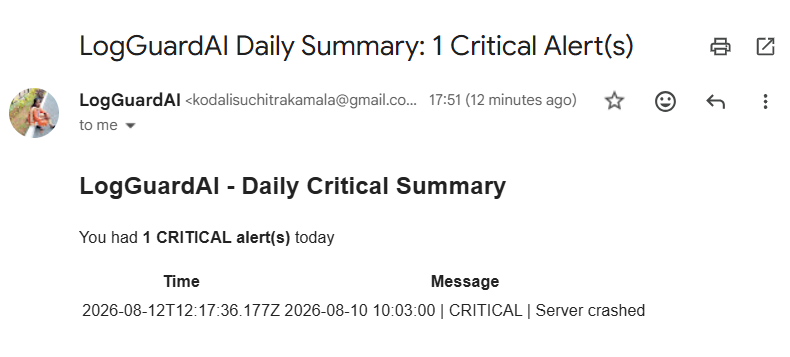 LogGuardAI Daily Summary: 1 Critical Alert(s)
LogGuardAI <kodalisuchitrakamala@gmail.co... 17:51 (12 minutes ago)
to me
LogGuardAI - Daily Critical Summary
You had 1 CRITICAL alert(s) today
Time Message
2026-08-12T12:17:36.177Z 2026-08-10 10:03:00 | CRITICAL | Server crashed